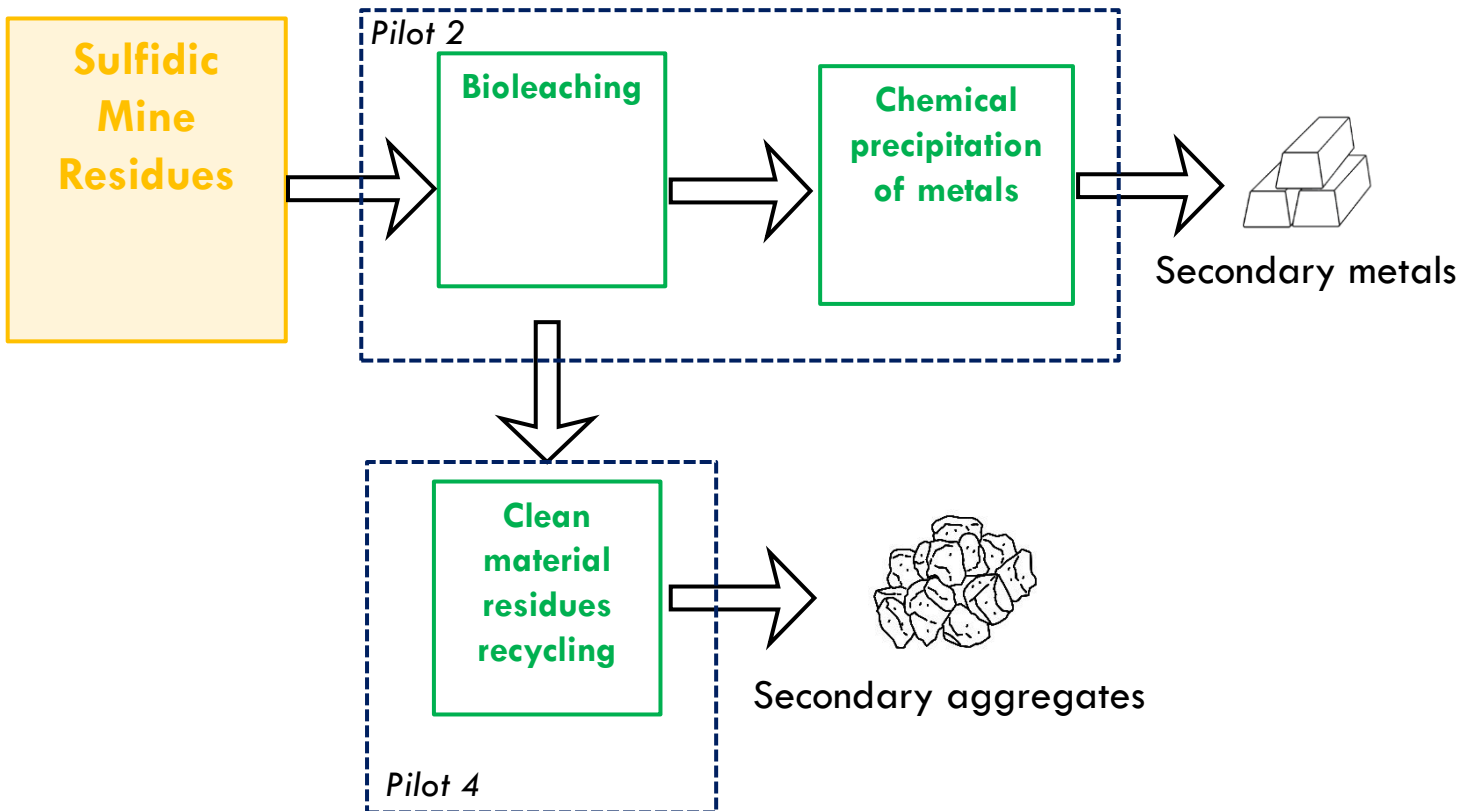 Sulfidic
Mine
Residues
Pilot 2
Bioleaching
Chemical
precipitation
of metals
Secondary metals
Clean
material
residues
recycling
Secondary aggregates
Pilot 4